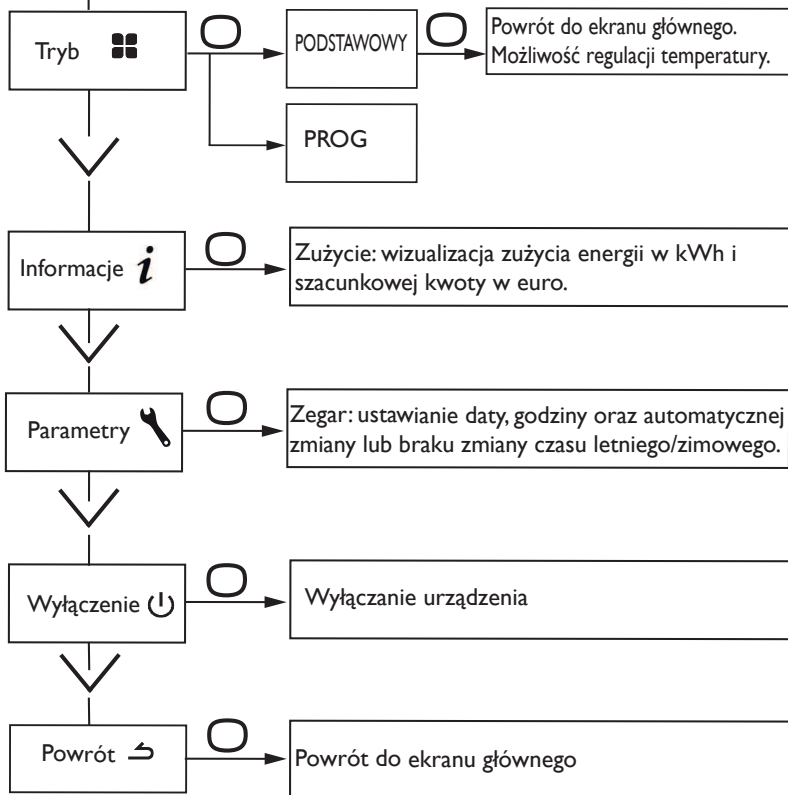 Tryb
PODSTAWOWY
Powrót do ekranu głównego.
Możliwość regulacji temperatury.
PROG
Informacje i
Zużycie: wizualizacja zużycia energii w kWh i
szacunkowej kwoty w euro.
Parametry
Zegar: ustawianie daty, godziny oraz automatycznej
zmiany lub braku zmiany czasu letniego/zimowego.
Wyłączenie
Wyłączanie urządzenia
Powrót
Powrót do ekranu głównego